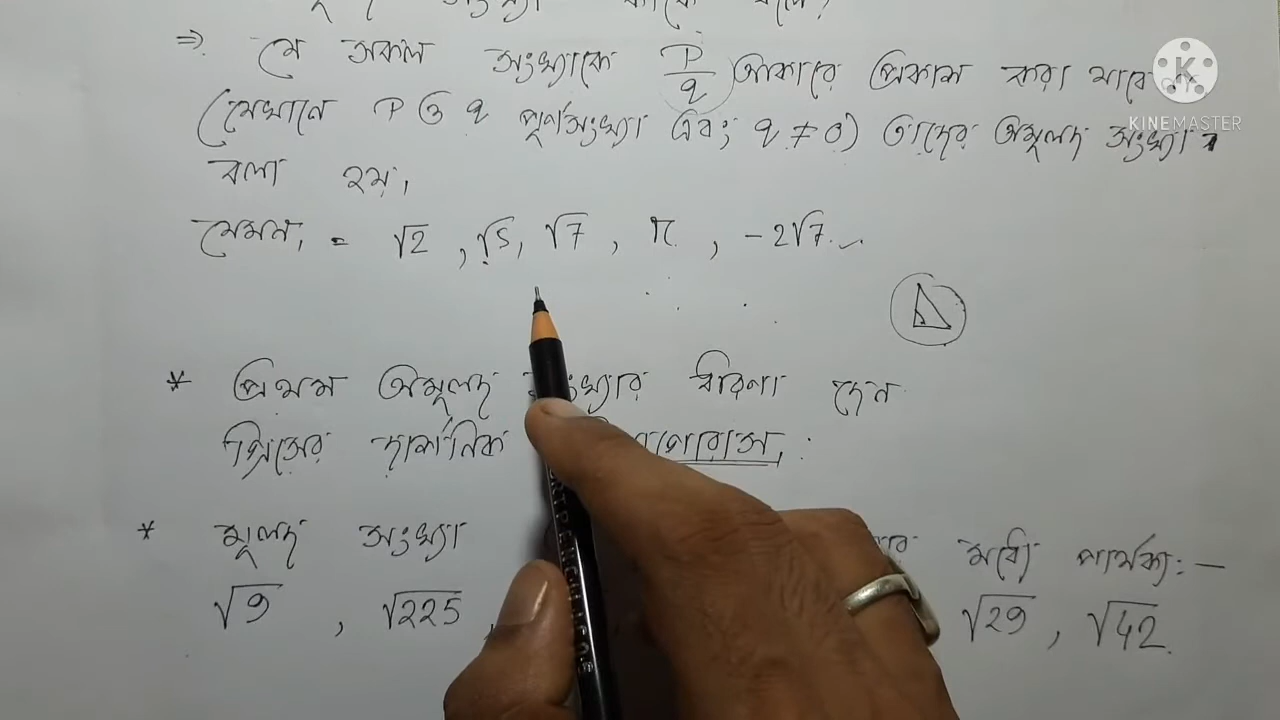 ⇒ যে সকল সংখ্যাকে P/q আকারে প্রকাশ করা যাবে না
(যেখানে P ও q পূর্ণসংখ্যা এবং q ≠ 0) তাদের অমূলদ সংখ্যা
বলা হয়।
যেমন, = √2, √5, √7, π, -2√7
* প্রথম অমূলদ সংখ্যার ধারনা দেন
গ্রিসের দার্শনিক
* মূলদ সংখ্যা মধ্যে পার্থক্য:-
√9, √225, √29, √42
KINEMASTER